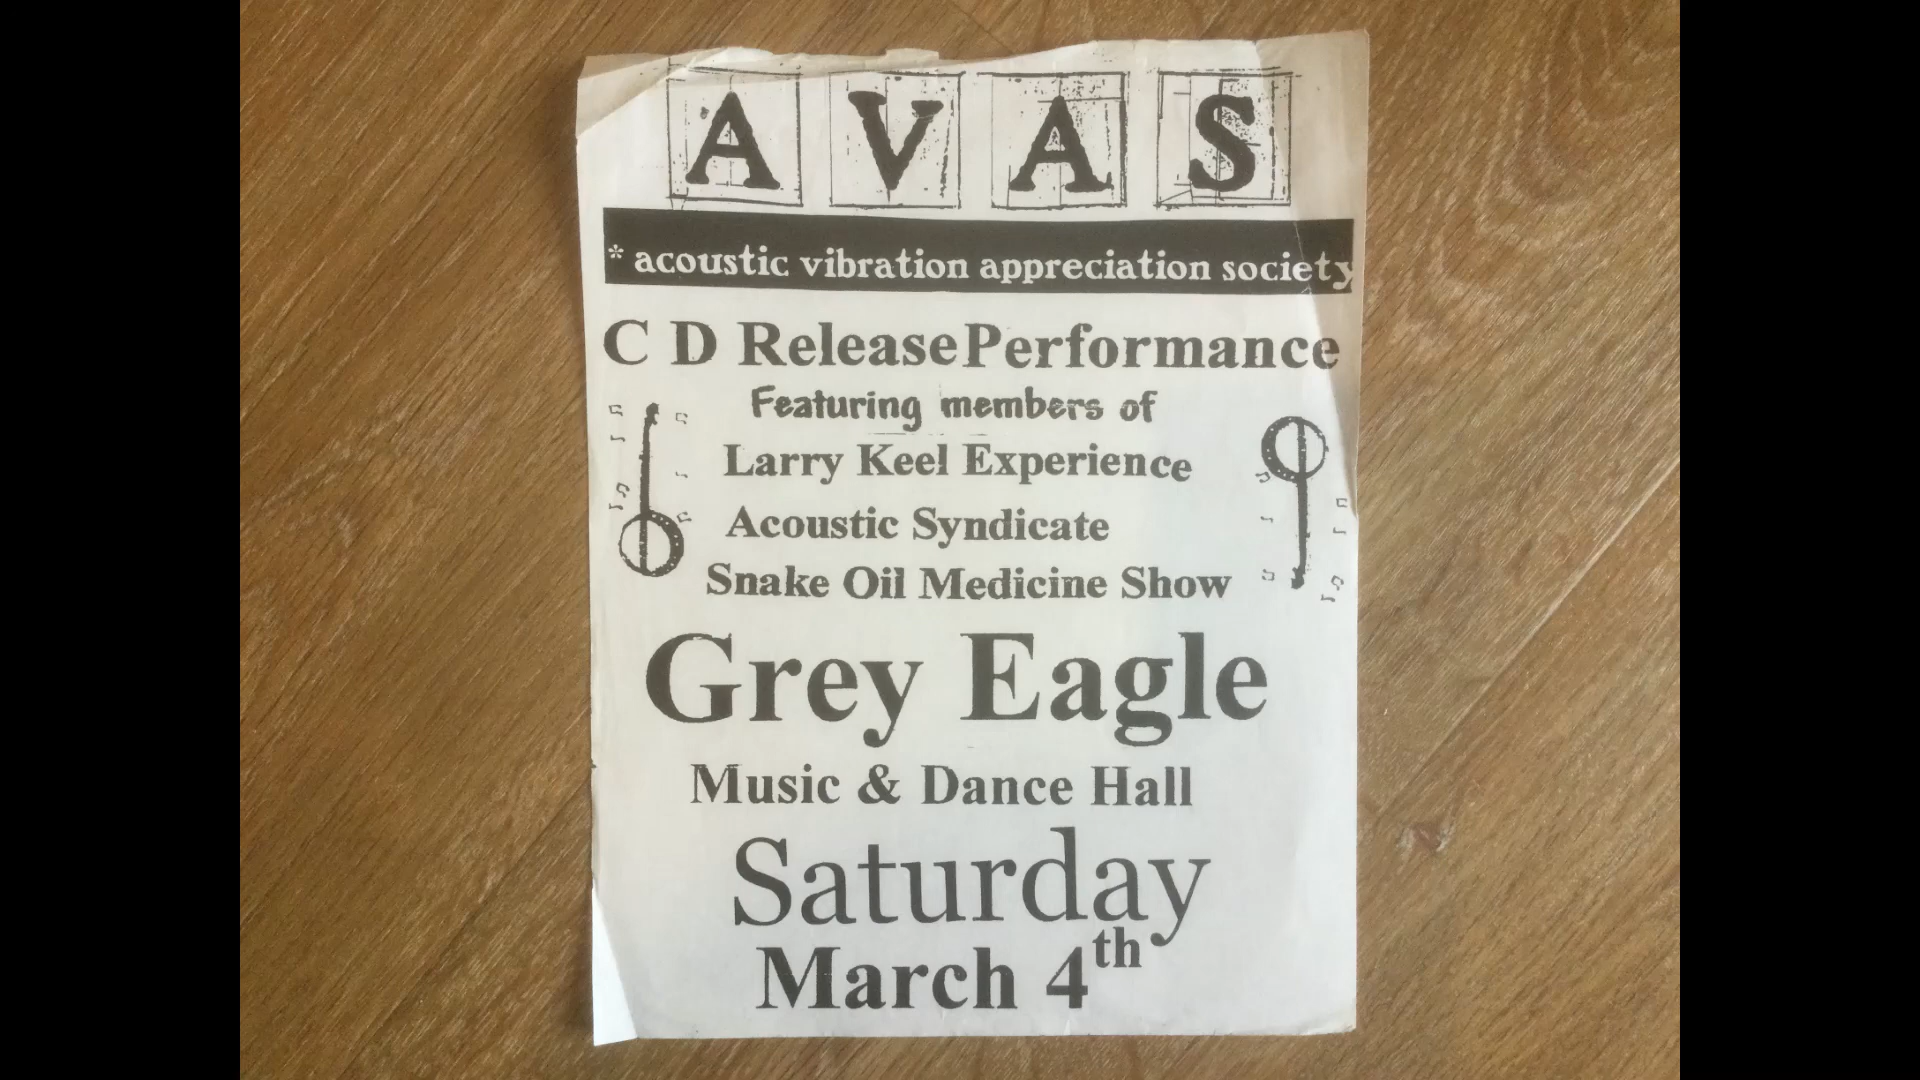 A V A S
* acoustic vibration appreciation society
C D Release Performance
Featuring members of
Larry Keel Experience
Acoustic Syndicate
Snake Oil Medicine Show
Grey Eagle
Music & Dance Hall
Saturday
March 4th